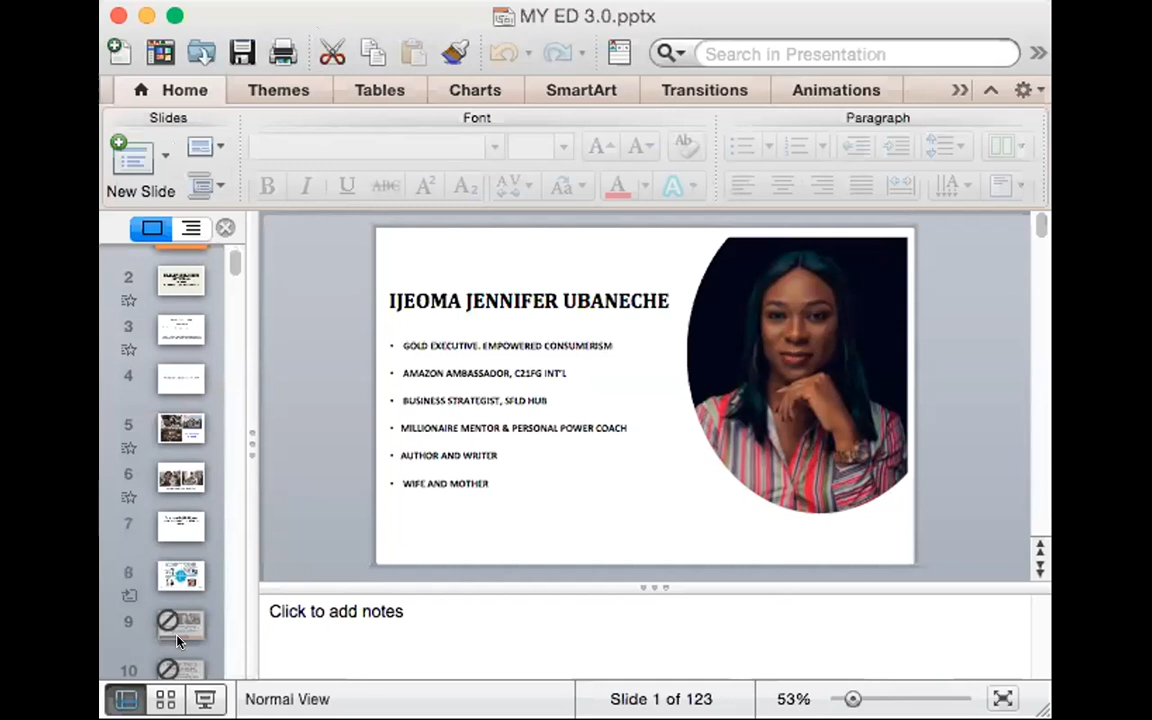 MY ED 3.0.pptx
Search in Presentation
Home Themes Tables Charts SmartArt Transitions Animations
Slides Font Paragraph
New Slide
2
3
4
5
6
7
8
9
10
IJEOMA JENNIFER UBANECHE
• GOLD EXECUTIVE. EMPOWERED CONSUMERISM
• AMAZON AMBASSADOR, C21FG INT'L
• BUSINESS STRATEGIST, SFLD HUB
• MILLIONAIRE MENTOR & PERSONAL POWER COACH
• AUTHOR AND WRITER
• WIFE AND MOTHER
Click to add notes
Normal View Slide 1 of 123 53%